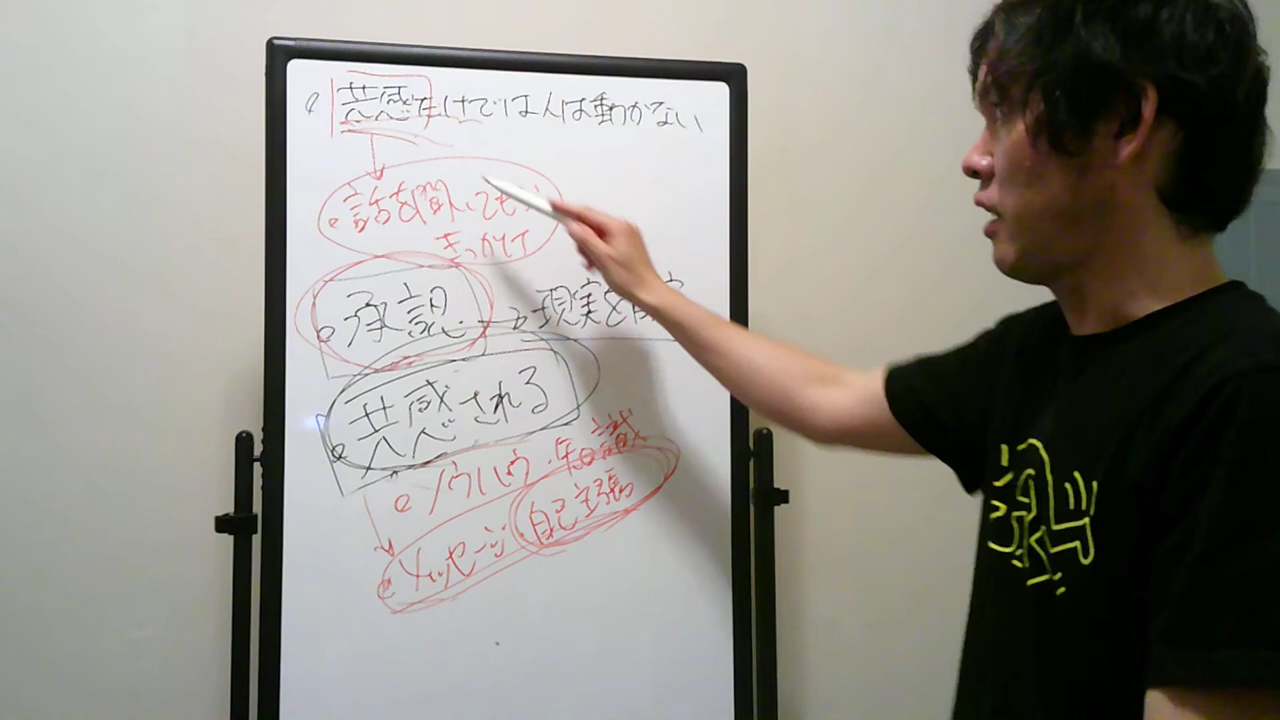 共感だけでは人は動かない
・話を聞いても
きっかけ
・承認→現実を
・共感される
・ノウハウ・知識
・メッセージ・自己主張